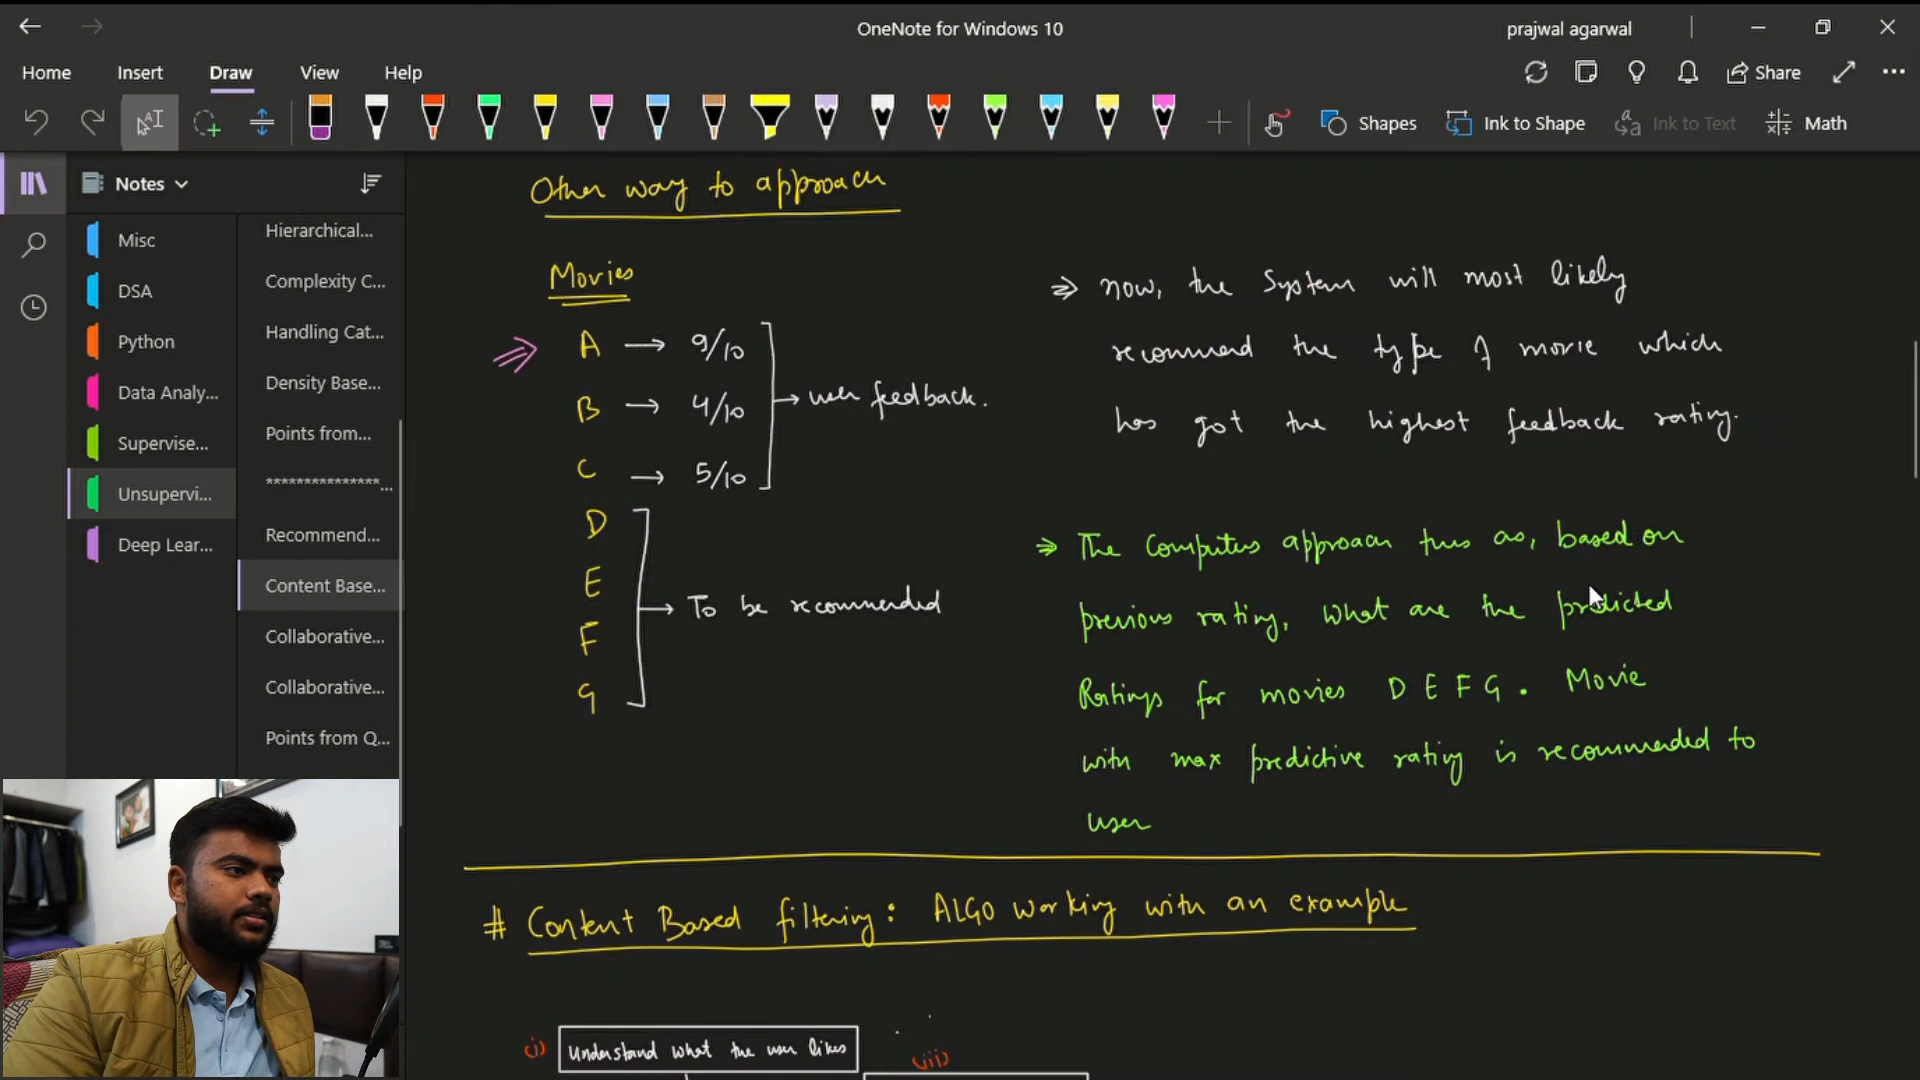 OneNote for Windows 10
prajwal agarwal
Home
Insert
Draw
View
Help
Share
Shapes
Ink to Shape
Ink to Text
Math
Notes
Misc
DSA
Python
Data Analy...
Supervise...
Unsupervi...
Deep Lear...
Hierarchical...
Complexity C...
Handling Cat...
Density Base...
Points from...
***************...
Recommend...
Content Base...
Collaborative...
Collaborative...
Points from Q...
Other way to approach
Movies
A → 9/10
B → 4/10
C → 5/10
→ user feedback.
D
E
F
G
→ To be recommended
⇒ now, the system will most likely
recommend the type of movie which
has got the highest feedback rating.
⇒ The computer approach this as, based on
previous rating, what are the predicted
Ratings for movies D E F G . Movie
with max predictive rating is recommended to
user
# Content Based filtering: ALGO working with an example
(i) Understand what the user likes
(iii)